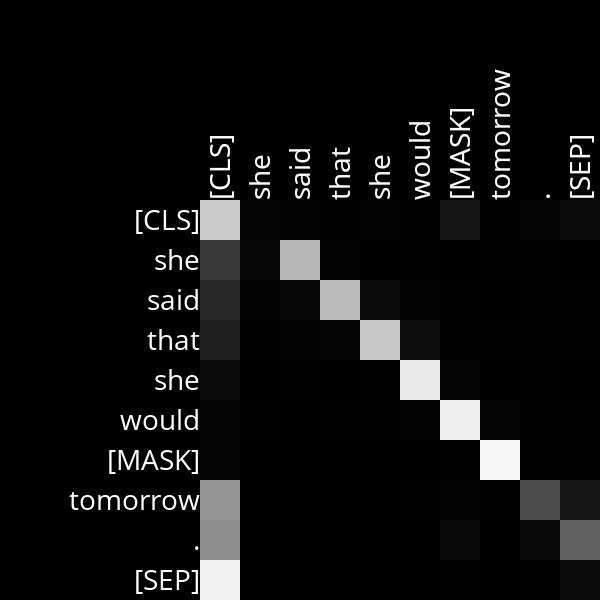 [CLS]
she
said
that
she
would
[MASK]
tomorrow
.
[SEP]
[CLS]
she
said
that
she
would
[MASK]
tomorrow
.
[SEP]